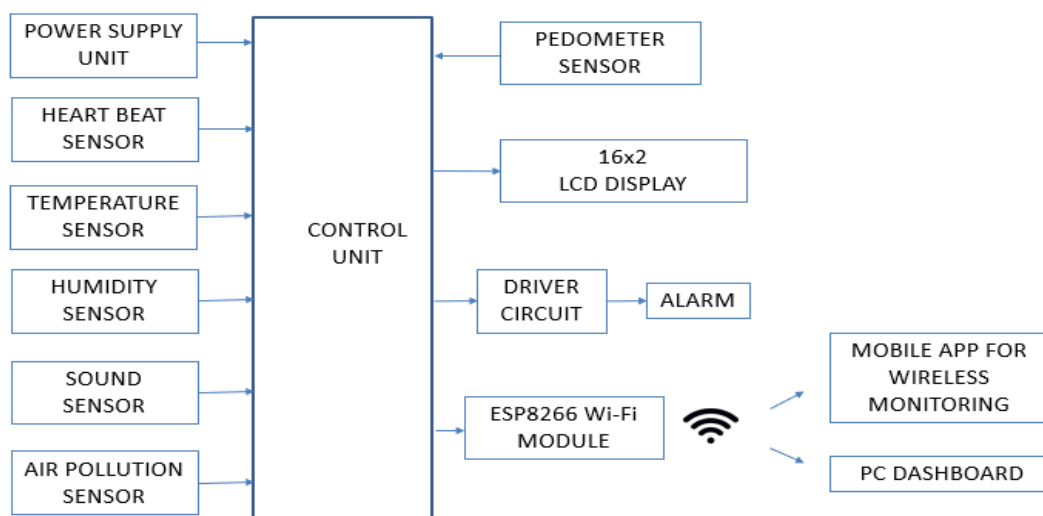 POWER SUPPLY
UNIT
HEART BEAT
SENSOR
TEMPERATURE
SENSOR
HUMIDITY
SENSOR
SOUND
SENSOR
AIR POLLUTION
SENSOR
CONTROL
UNIT
PEDOMETER
SENSOR
16x2
LCD DISPLAY
DRIVER
CIRCUIT
ALARM
ESP8266 Wi-Fi
MODULE
MOBILE APP FOR
WIRELESS
MONITORING
PC DASHBOARD